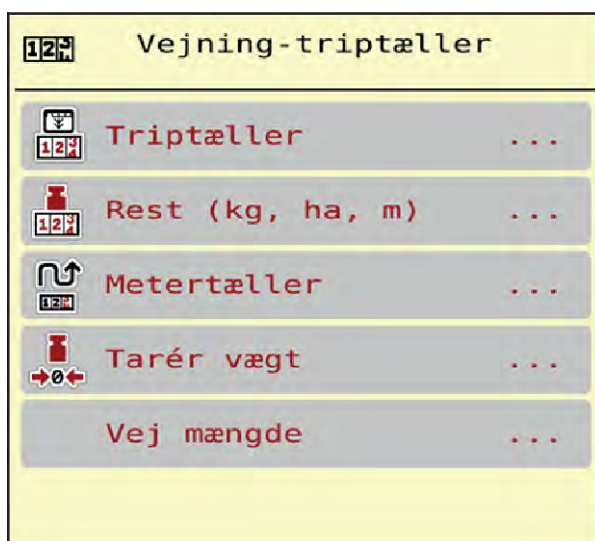 Vejning-triptæller
Triptæller ...
Rest (kg, ha, m) ...
Metertæller ...
Tarér vægt ...
Vej mængde ...